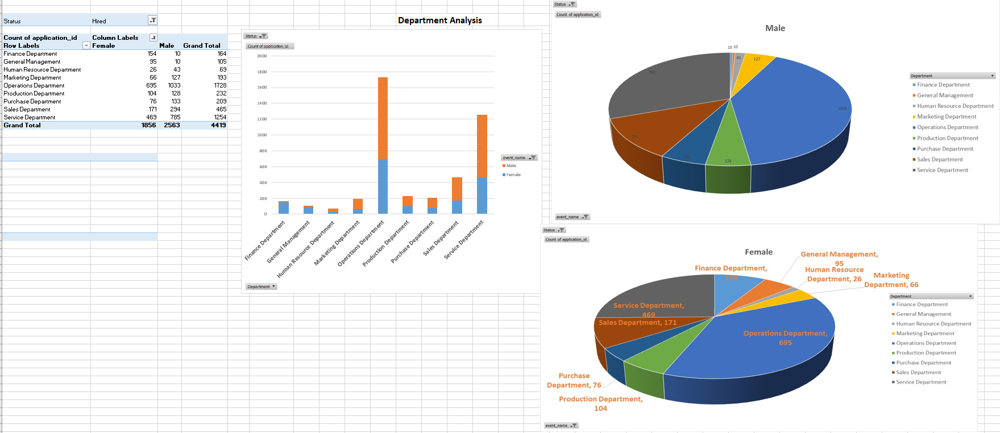 Status Hired
Count of application_id Column Labels
Row Labels Female Male Grand Total
Finance Department 154 10 164
General Management 95 10 105
Human Resource Department 26 43 69
Marketing Department 66 127 193
Operations Department 695 1033 1728
Production Department 104 128 232
Purchase Department 76 133 209
Sales Department 171 294 465
Service Department 469 785 1254
Grand Total 1856 2563 4419
Department Analysis
Status
Count of application_id
2000
1800
1600
1400
1200
1000
800
600
400
200
0
Finance Department
General Management
Human Resource Department
Marketing Department
Operations Department
Production Department
Purchase Department
Sales Department
Service Department
event_name
Male
Female
Department
Status
Count of application_id
Male
10 10
43
127
785
1033
294
133
128
Department
Finance Department
General Management
Human Resource Department
Marketing Department
Operations Department
Production Department
Purchase Department
Sales Department
Service Department
event_name
Status
Count of application_id
Female
Finance Department,
154
General Management,
95
Human Resource
Department, 26
Marketing
Department, 66
Service Department,
469
Sales Department, 171
Operations Department,
695
Purchase
Department, 76
Production Department,
104
Department
Finance Department
General Management
Human Resource Department
Marketing Department
Operations Department
Production Department
Purchase Department
Sales Department
Service Department
event_name